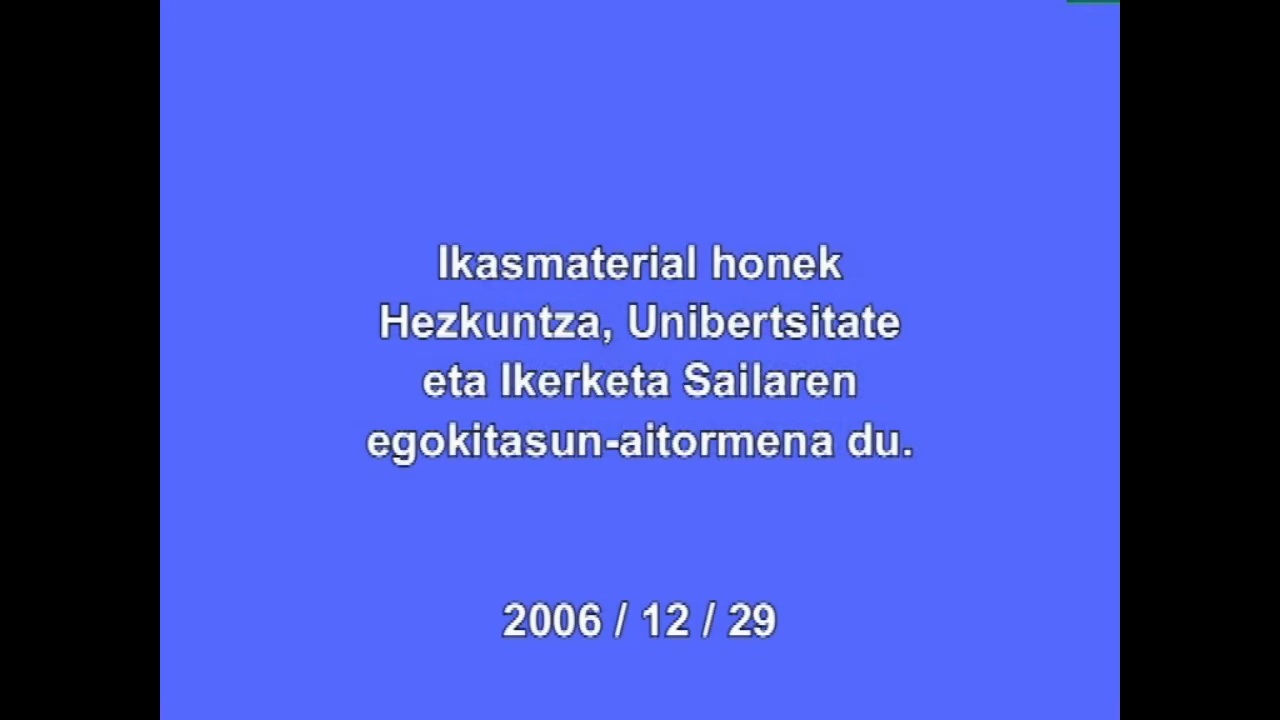 Ikasmaterial honek
Hezkuntza, Unibertsitate
eta Ikerketa Sailaren
egokitasun-aitormena du.
2006 / 12 / 29